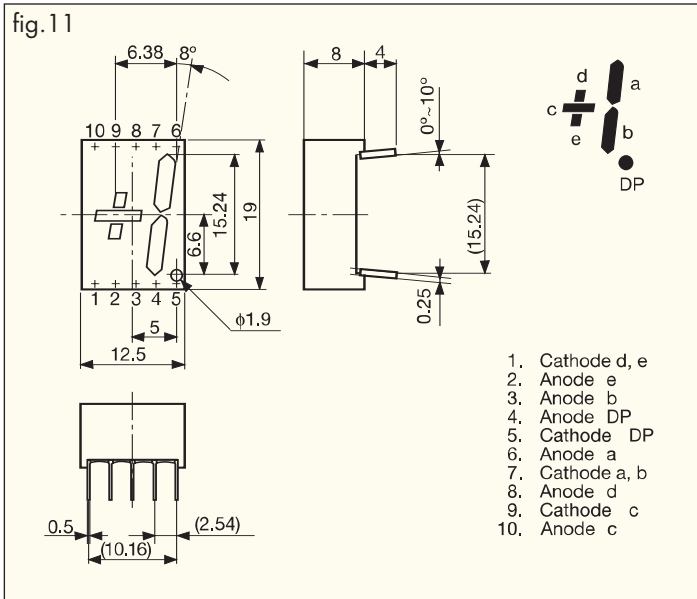 fig.11
6.38 8°
8 4
0°~10°
10 9 8 7 6
6.6
15.24
19
(15.24)
0.25
1 2 3 4 5
5
ϕ1.9
12.5
d
a
c
e
b
DP
1. Cathode d, e
2. Anode e
3. Anode b
4. Anode DP
5. Cathode DP
6. Anode a
7. Cathode a, b
8. Anode d
9. Cathode c
10. Anode c
0.5
(2.54)
(10.16)